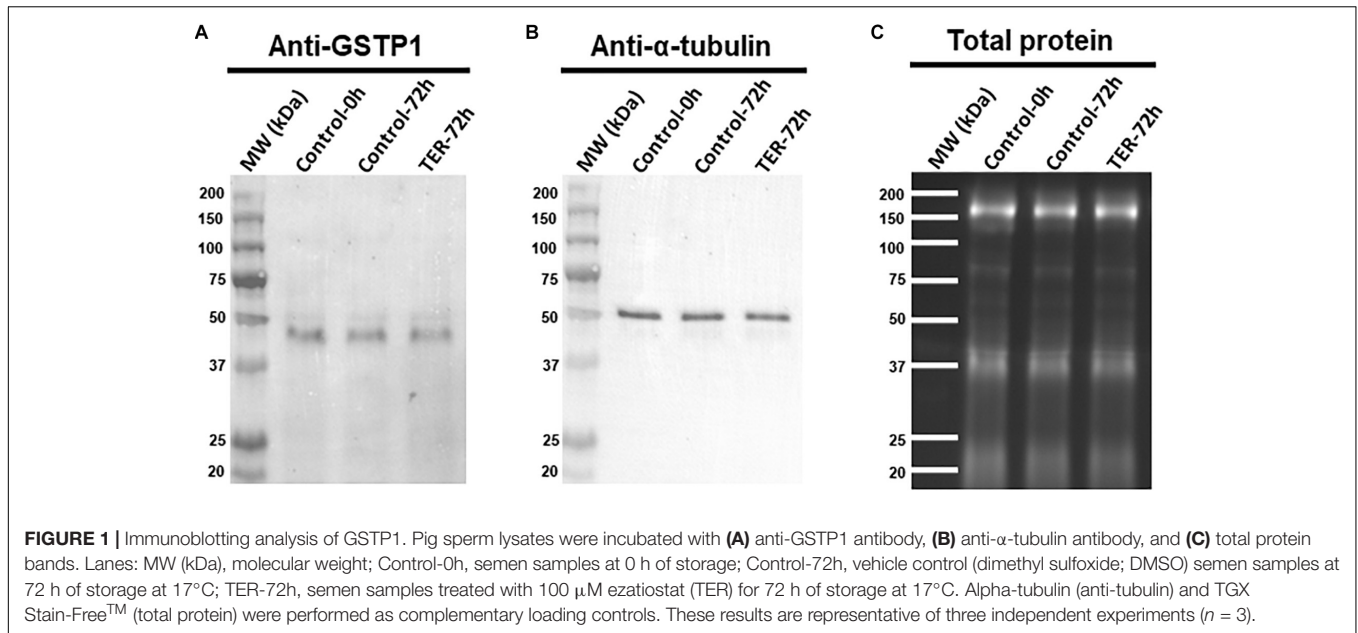 A Anti-GSTP1 B Anti-α-tubulin C Total protein
MW (kDa) Control-0h Control-72h TER-72h MW (kDa) Control-0h Control-72h TER-72h MW (kDa) Control-0h Control-72h TER-72h
200 200 200
150 150 150
100 100 100
75 75 75
50 50 50
37 37 37
25 25 25
20 20 20
FIGURE 1 | Immunoblotting analysis of GSTP1. Pig sperm lysates were incubated with (A) anti-GSTP1 antibody, (B) anti-α-tubulin antibody, and (C) total protein
bands. Lanes: MW (kDa), molecular weight; Control-0h, semen samples at 0 h of storage; Control-72h, vehicle control (dimethyl sulfoxide; DMSO) semen samples at
72 h of storage at 17°C; TER-72h, semen samples treated with 100 μM ezatiostat (TER) for 72 h of storage at 17°C. Alpha-tubulin (anti-tubulin) and TGX
Stain-Free™ (total protein) were performed as complementary loading controls. These results are representative of three independent experiments (n = 3).